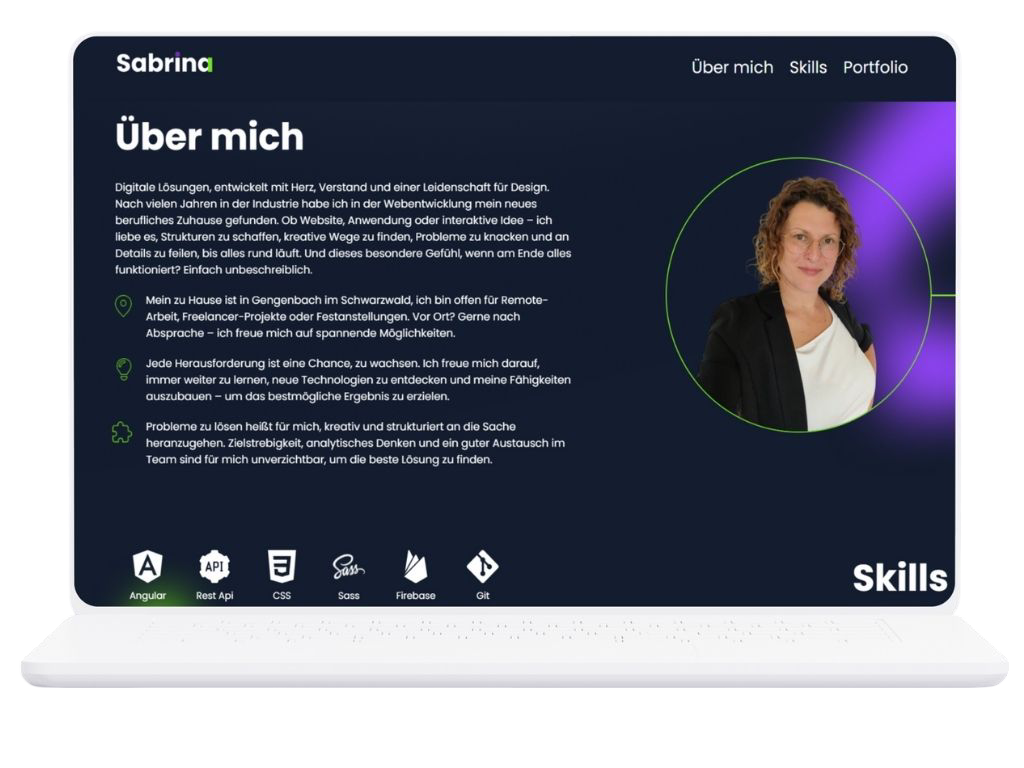 Sabrina
Über mich Skills Portfolio
Über mich
Digitale Lösungen, entwickelt mit Herz, Verstand und einer Leidenschaft für Design.
Nach vielen Jahren in der Industrie habe ich in der Webentwicklung mein neues
berufliches Zuhause gefunden. Ob Website, Anwendung oder interaktive Idee – ich
liebe es, Strukturen zu schaffen, kreative Wege zu finden, Probleme zu knacken und an
Details zu feilen, bis alles rund läuft. Und dieses besondere Gefühl, wenn am Ende alles
funktioniert? Einfach unbeschreiblich.
Mein zu Hause ist in Gengenbach im Schwarzwald, ich bin offen für Remote-
Arbeit, Freelancer-Projekte oder Festanstellungen. Vor Ort? Gerne nach
Absprache – ich freue mich auf spannende Möglichkeiten.
Jede Herausforderung ist eine Chance, zu wachsen. Ich freue mich darauf,
immer weiter zu lernen, neue Technologien zu entdecken und meine Fähigkeiten
auszubauen – um das bestmögliche Ergebnis zu erzielen.
Probleme zu lösen heißt für mich, kreativ und strukturiert an die Sache
heranzugehen. Zielstrebigkeit, analytisches Denken und ein guter Austausch im
Team sind für mich unverzichtbar, um die beste Lösung zu finden.
A
API
Sass
Angular Rest Api CSS Sass Firebase Git
Skills